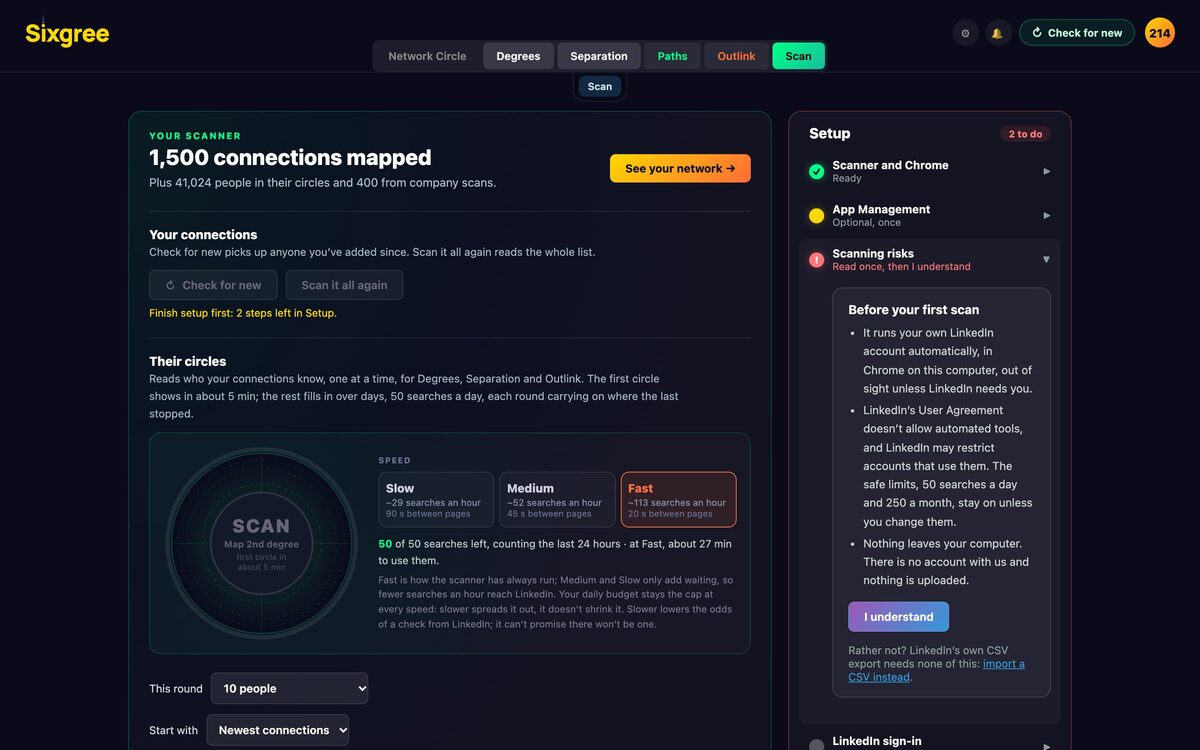 Sixgree
Network Circle
Degrees
Separation
Paths
Outlink
Scan
Check for new
214
Scan
YOUR SCANNER
1,500 connections mapped
Plus 41,024 people in their circles and 400 from company scans.
See your network →
Your connections
Check for new picks up anyone you've added since. Scan it all again reads the whole list.
Check for new
Scan it all again
Finish setup first: 2 steps left in Setup.
Their circles
Reads who your connections know, one at a time, for Degrees, Separation and Outlink. The first circle
shows in about 5 min; the rest fills in over days, 50 searches a day, each round carrying on where the last
stopped.
SCAN
Map 2nd degree
first circle in
about 5 min
SPEED
Slow
~29 searches an hour
90 s between pages
Medium
~52 searches an hour
45 s between pages
Fast
~113 searches an hour
20 s between pages
50 of 50 searches left, counting the last 24 hours · at Fast, about 27 min
to use them.
Fast is how the scanner has always run; Medium and Slow only add waiting, so
fewer searches an hour reach LinkedIn. Your daily budget stays the cap at
every speed: slower spreads it out, it doesn't shrink it. Slower lowers the odds
of a check from LinkedIn; it can't promise there won't be one.
This round
10 people
Start with
Newest connections
Setup
2 to do
Scanner and Chrome
Ready
App Management
Optional, once
Scanning risks
Read once, then I understand
Before your first scan
• It runs your own LinkedIn
account automatically, in
Chrome on this computer, out of
sight unless LinkedIn needs you.
• LinkedIn's User Agreement
doesn't allow automated tools,
and LinkedIn may restrict
accounts that use them. The
safe limits, 50 searches a day
and 250 a month, stay on unless
you change them.
• Nothing leaves your computer.
There is no account with us and
nothing is uploaded.
I understand
Rather not? LinkedIn's own CSV
export needs none of this: import a
CSV instead.
LinkedIn sign-in